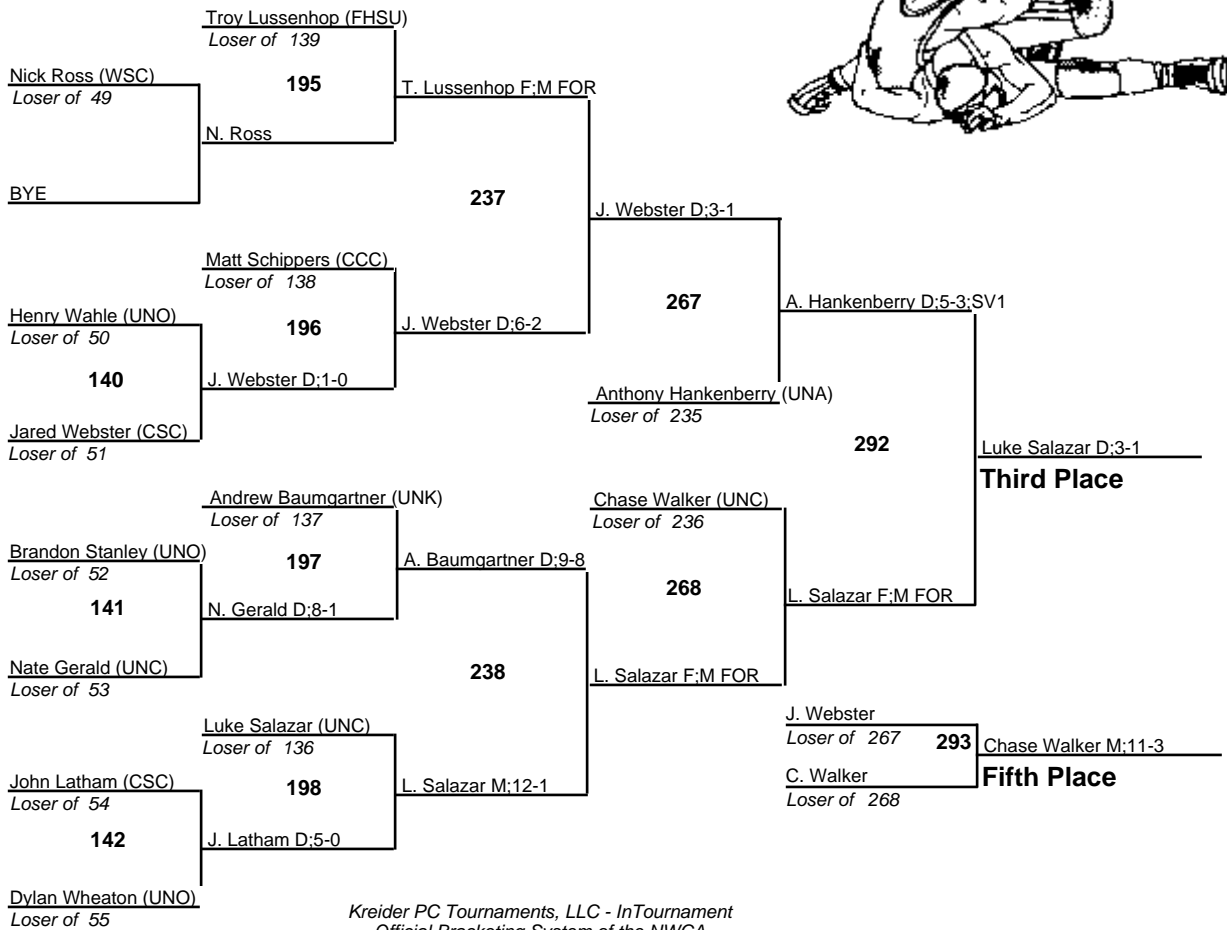 Troy Lussenhop (FHSU)
Loser of 139
Nick Ross (WSC)
Loser of 49
195
T. Lussenhop F;M FOR
N. Ross
BYE
237
J. Webster D;3-1
Matt Schippers (CCC)
Loser of 138
Henry Wahle (UNO)
Loser of 50
196
J. Webster D;6-2
267
A. Hankenberry D;5-3;SV1
140
J. Webster D;1-0
Anthony Hankenberry (UNA)
Loser of 235
Jared Webster (CSC)
Loser of 51
292
Luke Salazar D;3-1
Third Place
Andrew Baumgartner (UNK)
Loser of 137
Chase Walker (UNC)
Loser of 236
Brandon Stanley (UNO)
Loser of 52
197
A. Baumgartner D;9-8
268
141
N. Gerald D;8-1
L. Salazar F;M FOR
Nate Gerald (UNC)
Loser of 53
238
L. Salazar F;M FOR
Luke Salazar (UNC)
Loser of 136
J. Webster
Loser of 267
293
Chase Walker M;11-3
Fifth Place
C. Walker
Loser of 268
John Latham (CSC)
Loser of 54
198
L. Salazar M;12-1
142
J. Latham D;5-0
Dylan Wheaton (UNO)
Loser of 55
Kreider PC Tournaments, LLC - InTournament
Official Bracketing System of the NWCA